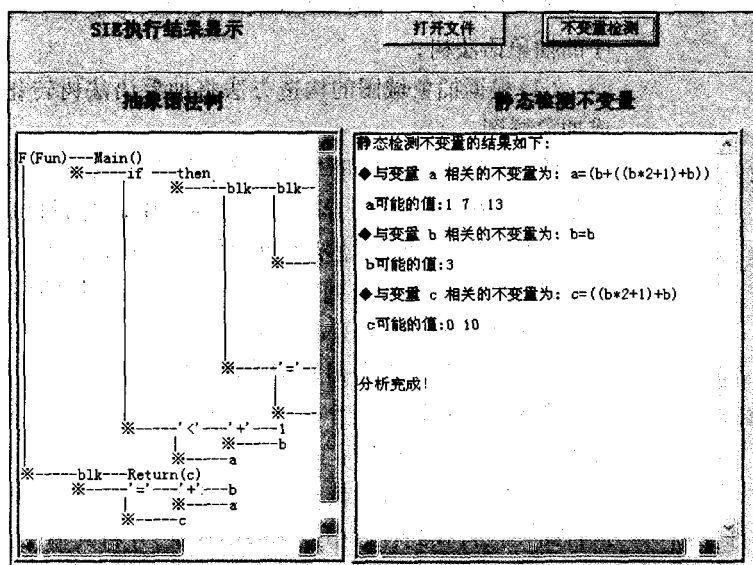 SIE执行结果显示
打开文件
不变量检测
抽象语法树
静态检测不变量
F(Fun)---Main()
※-----if ---then
※-----blk---blk--
※----
※-----'='--
※----
※-----'<'---'+'---1
※-----b
※-----a
※-----blk---Return(c)
※-----'='---'+'---b
※-----a
※-----c
静态检测不变量的结果如下:
◆与变量 a 相关的不变量为: a=(b+((b*2+1)+b))
a可能的值:1 7 13
◆与变量 b 相关的不变量为: b=b
b可能的值:3
◆与变量 c 相关的不变量为: c=((b*2+1)+b)
c可能的值:0 10
分析完成!